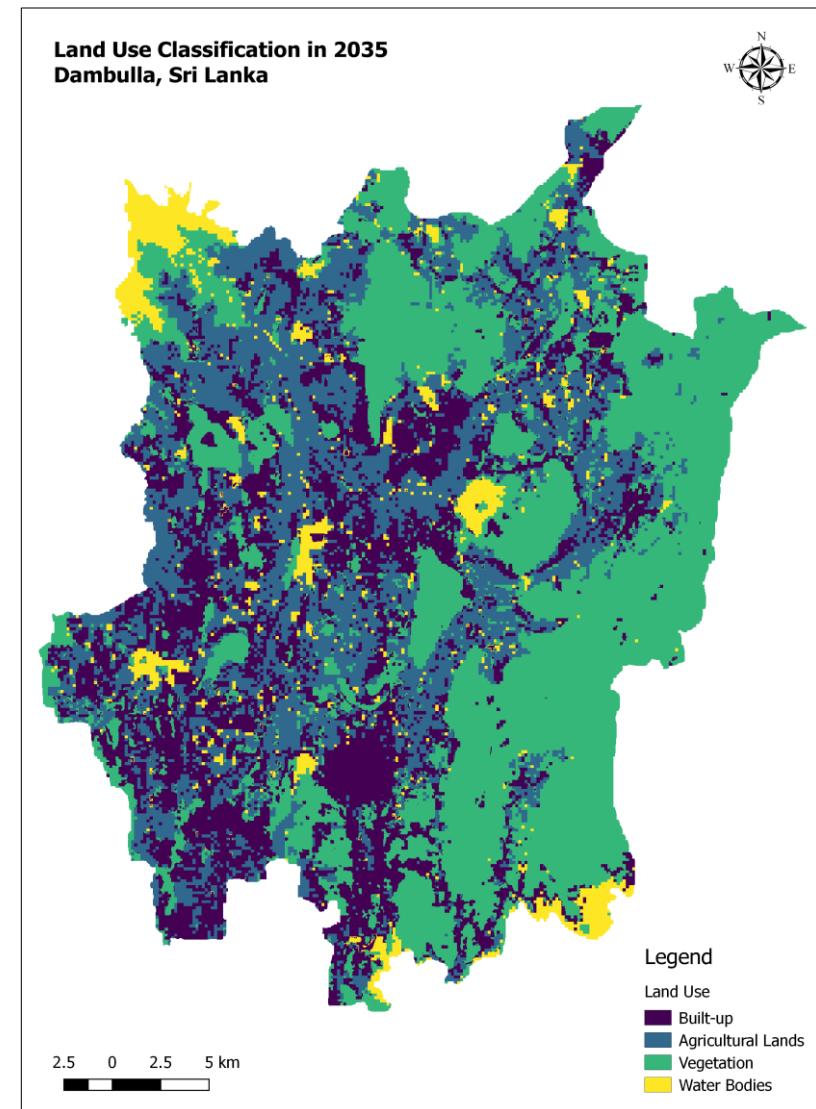 Land Use Classification in 2035
Dambulla, Sri Lanka
N
W E
S
Legend
Land Use
Built-up
Agricultural Lands
Vegetation
Water Bodies
2.5 0 2.5 5 km